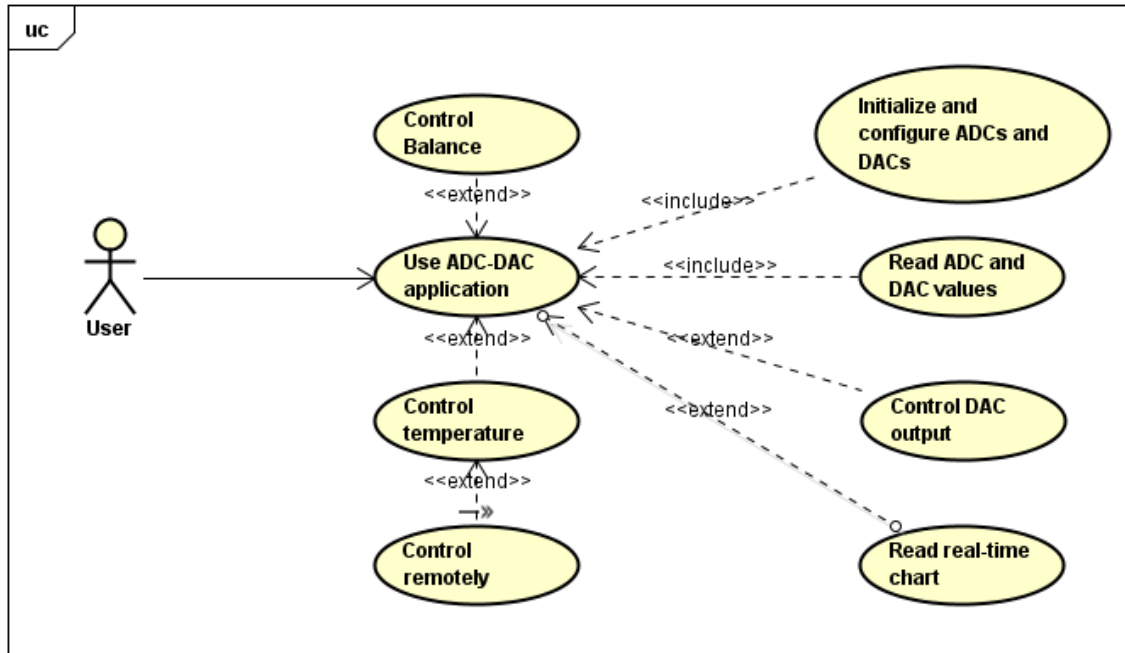 uc
Control
Balance
Initialize and
configure ADCs and
DACs
<<extend>>
<<include>>
Use ADC-DAC
application
<<include>>
Read ADC and
DAC values
User
<<extend>>
<<extend>>
Control
temperature
<<extend>>
Control DAC
output
<<extend>>
Control
remotely
Read real-time
chart